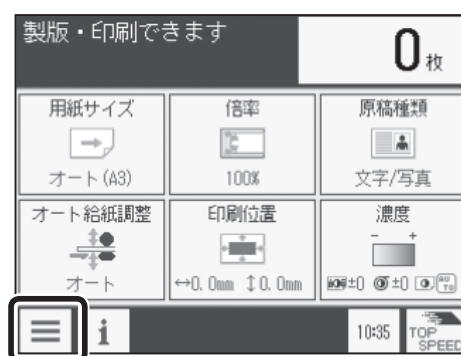 製版・印刷できます
0枚
用紙サイズ
オート(A3)
倍率
100%
原稿種類
文字/写真
オート給紙調整
オート
印刷位置
↔0.0mm ↕0.0mm
濃度
- +
±0 ±0 AUTO
i
10:35
TOP
SPEED